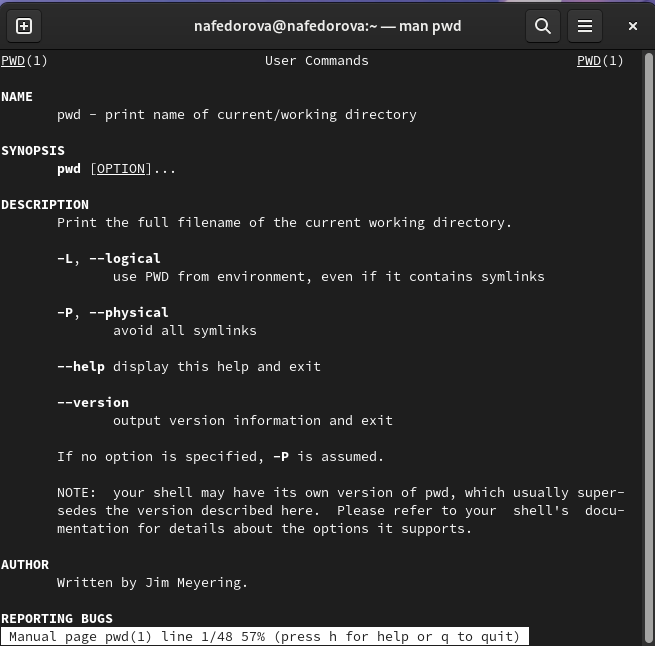 nafedorova@nafedorova:~ — man pwd
PWD(1) User Commands PWD(1)
NAME
pwd - print name of current/working directory
SYNOPSIS
pwd [OPTION]...
DESCRIPTION
Print the full filename of the current working directory.
-L, --logical
use PWD from environment, even if it contains symlinks
-P, --physical
avoid all symlinks
--help display this help and exit
--version
output version information and exit
If no option is specified, -P is assumed.
NOTE:  your shell may have its own version of pwd, which usually super-
sedes the version described here.  Please refer to your  shell's  docu-
mentation for details about the options it supports.
AUTHOR
Written by Jim Meyering.
REPORTING BUGS
Manual page pwd(1) line 1/48 57% (press h for help or q to quit)